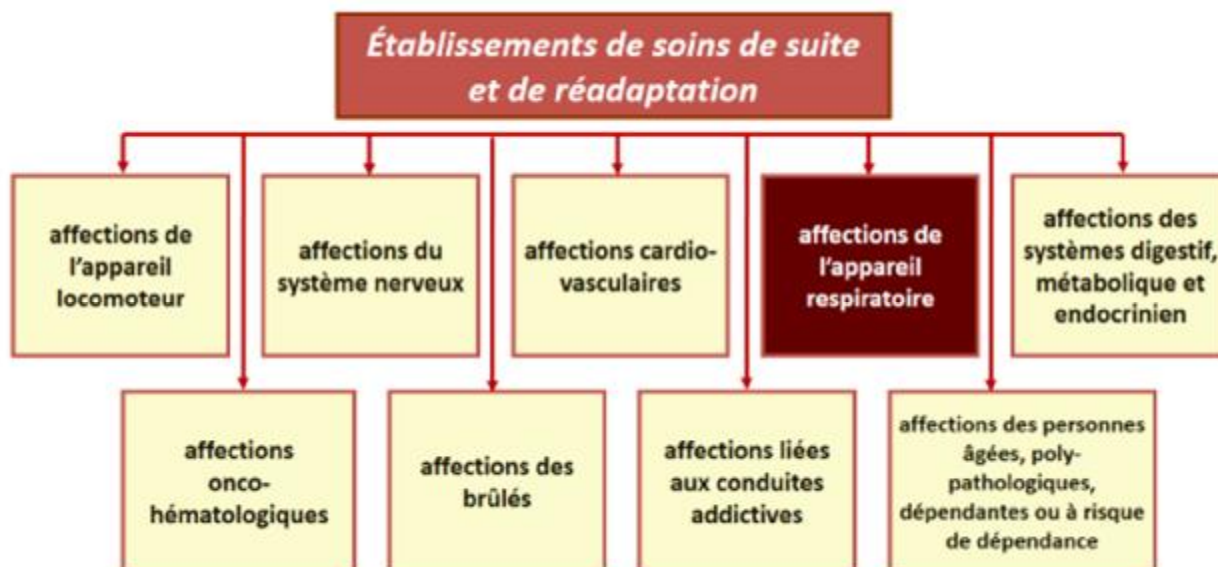 Établissements de soins de suite
et de réadaptation
affections de
l'appareil
locomoteur
affections du
système nerveux
affections cardio-
vasculaires
affections de
l'appareil
respiratoire
affections des
systèmes digestif,
métabolique et
endocrinien
affections
onco-
hématologiques
affections des
brûlés
affections liées
aux conduites
addictives
affections des personnes
âgées, poly-
pathologiques,
dépendantes ou à risque
de dépendance